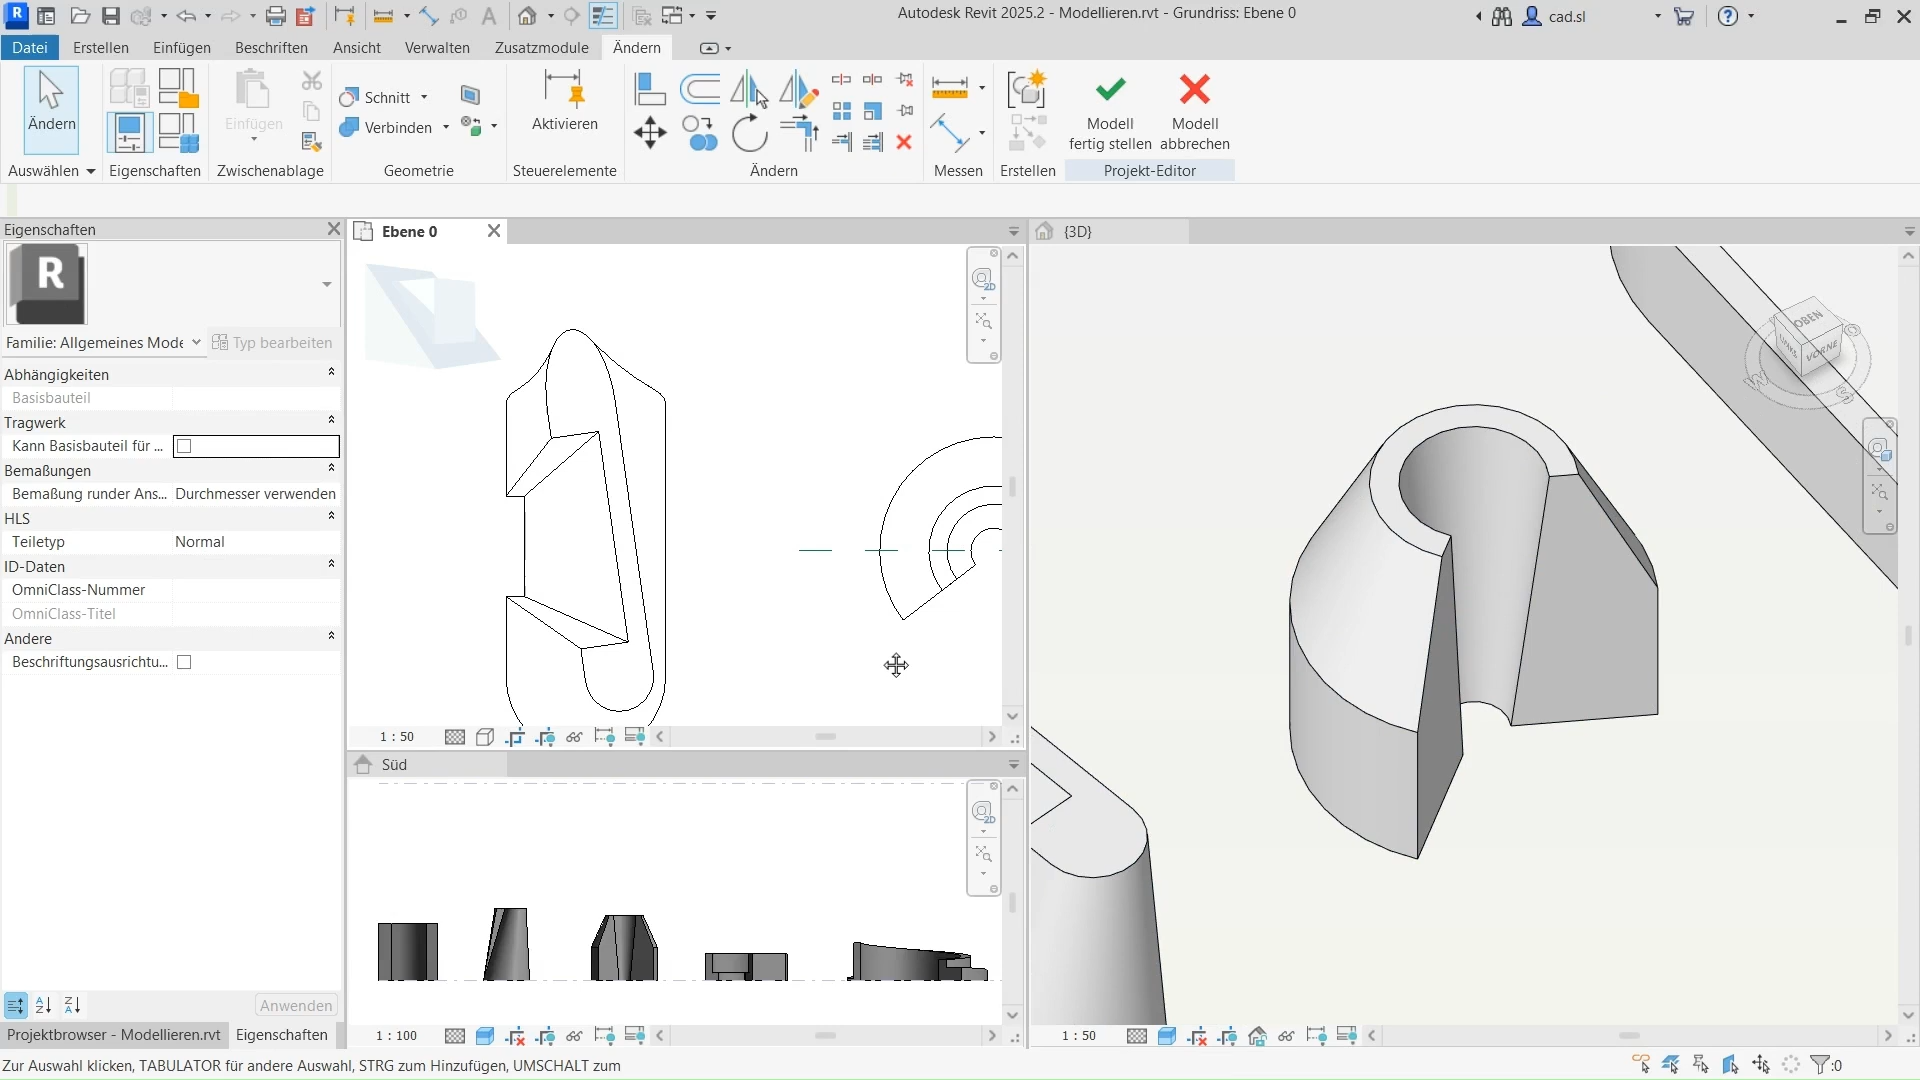 Autodesk Revit 2025.2 - Modellieren.rvt - Grundriss: Ebene 0
cad.sl
Datei
Erstellen
Einfügen
Beschriften
Ansicht
Verwalten
Zusatzmodule
Ändern
Ändern
Einfügen
Schnitt
Verbinden
Aktivieren
Modell
fertig stellen
Modell
abbrechen
Auswählen
Eigenschaften
Zwischenablage
Geometrie
Steuerelemente
Ändern
Messen
Erstellen
Projekt-Editor
Eigenschaften
R
Familie: Allgemeines Mode
Typ bearbeiten
Abhängigkeiten
Basisbauteil
Tragwerk
Kann Basisbauteil für ...
Bemaßungen
Bemaßung runder Ans... Durchmesser verwenden
HLS
Teiletyp Normal
ID-Daten
OmniClass-Nummer
OmniClass-Titel
Andere
Beschriftungsausrichtu...
Anwenden
Projektbrowser - Modellieren.rvt
Eigenschaften
Ebene 0
2D
1 : 50
Süd
2D
1 : 100
{3D}
OBEN
LINKS
VORNE
W
S
O
1 : 50
Zur Auswahl klicken, TABULATOR für andere Auswahl, STRG zum Hinzufügen, UMSCHALT zum
:0